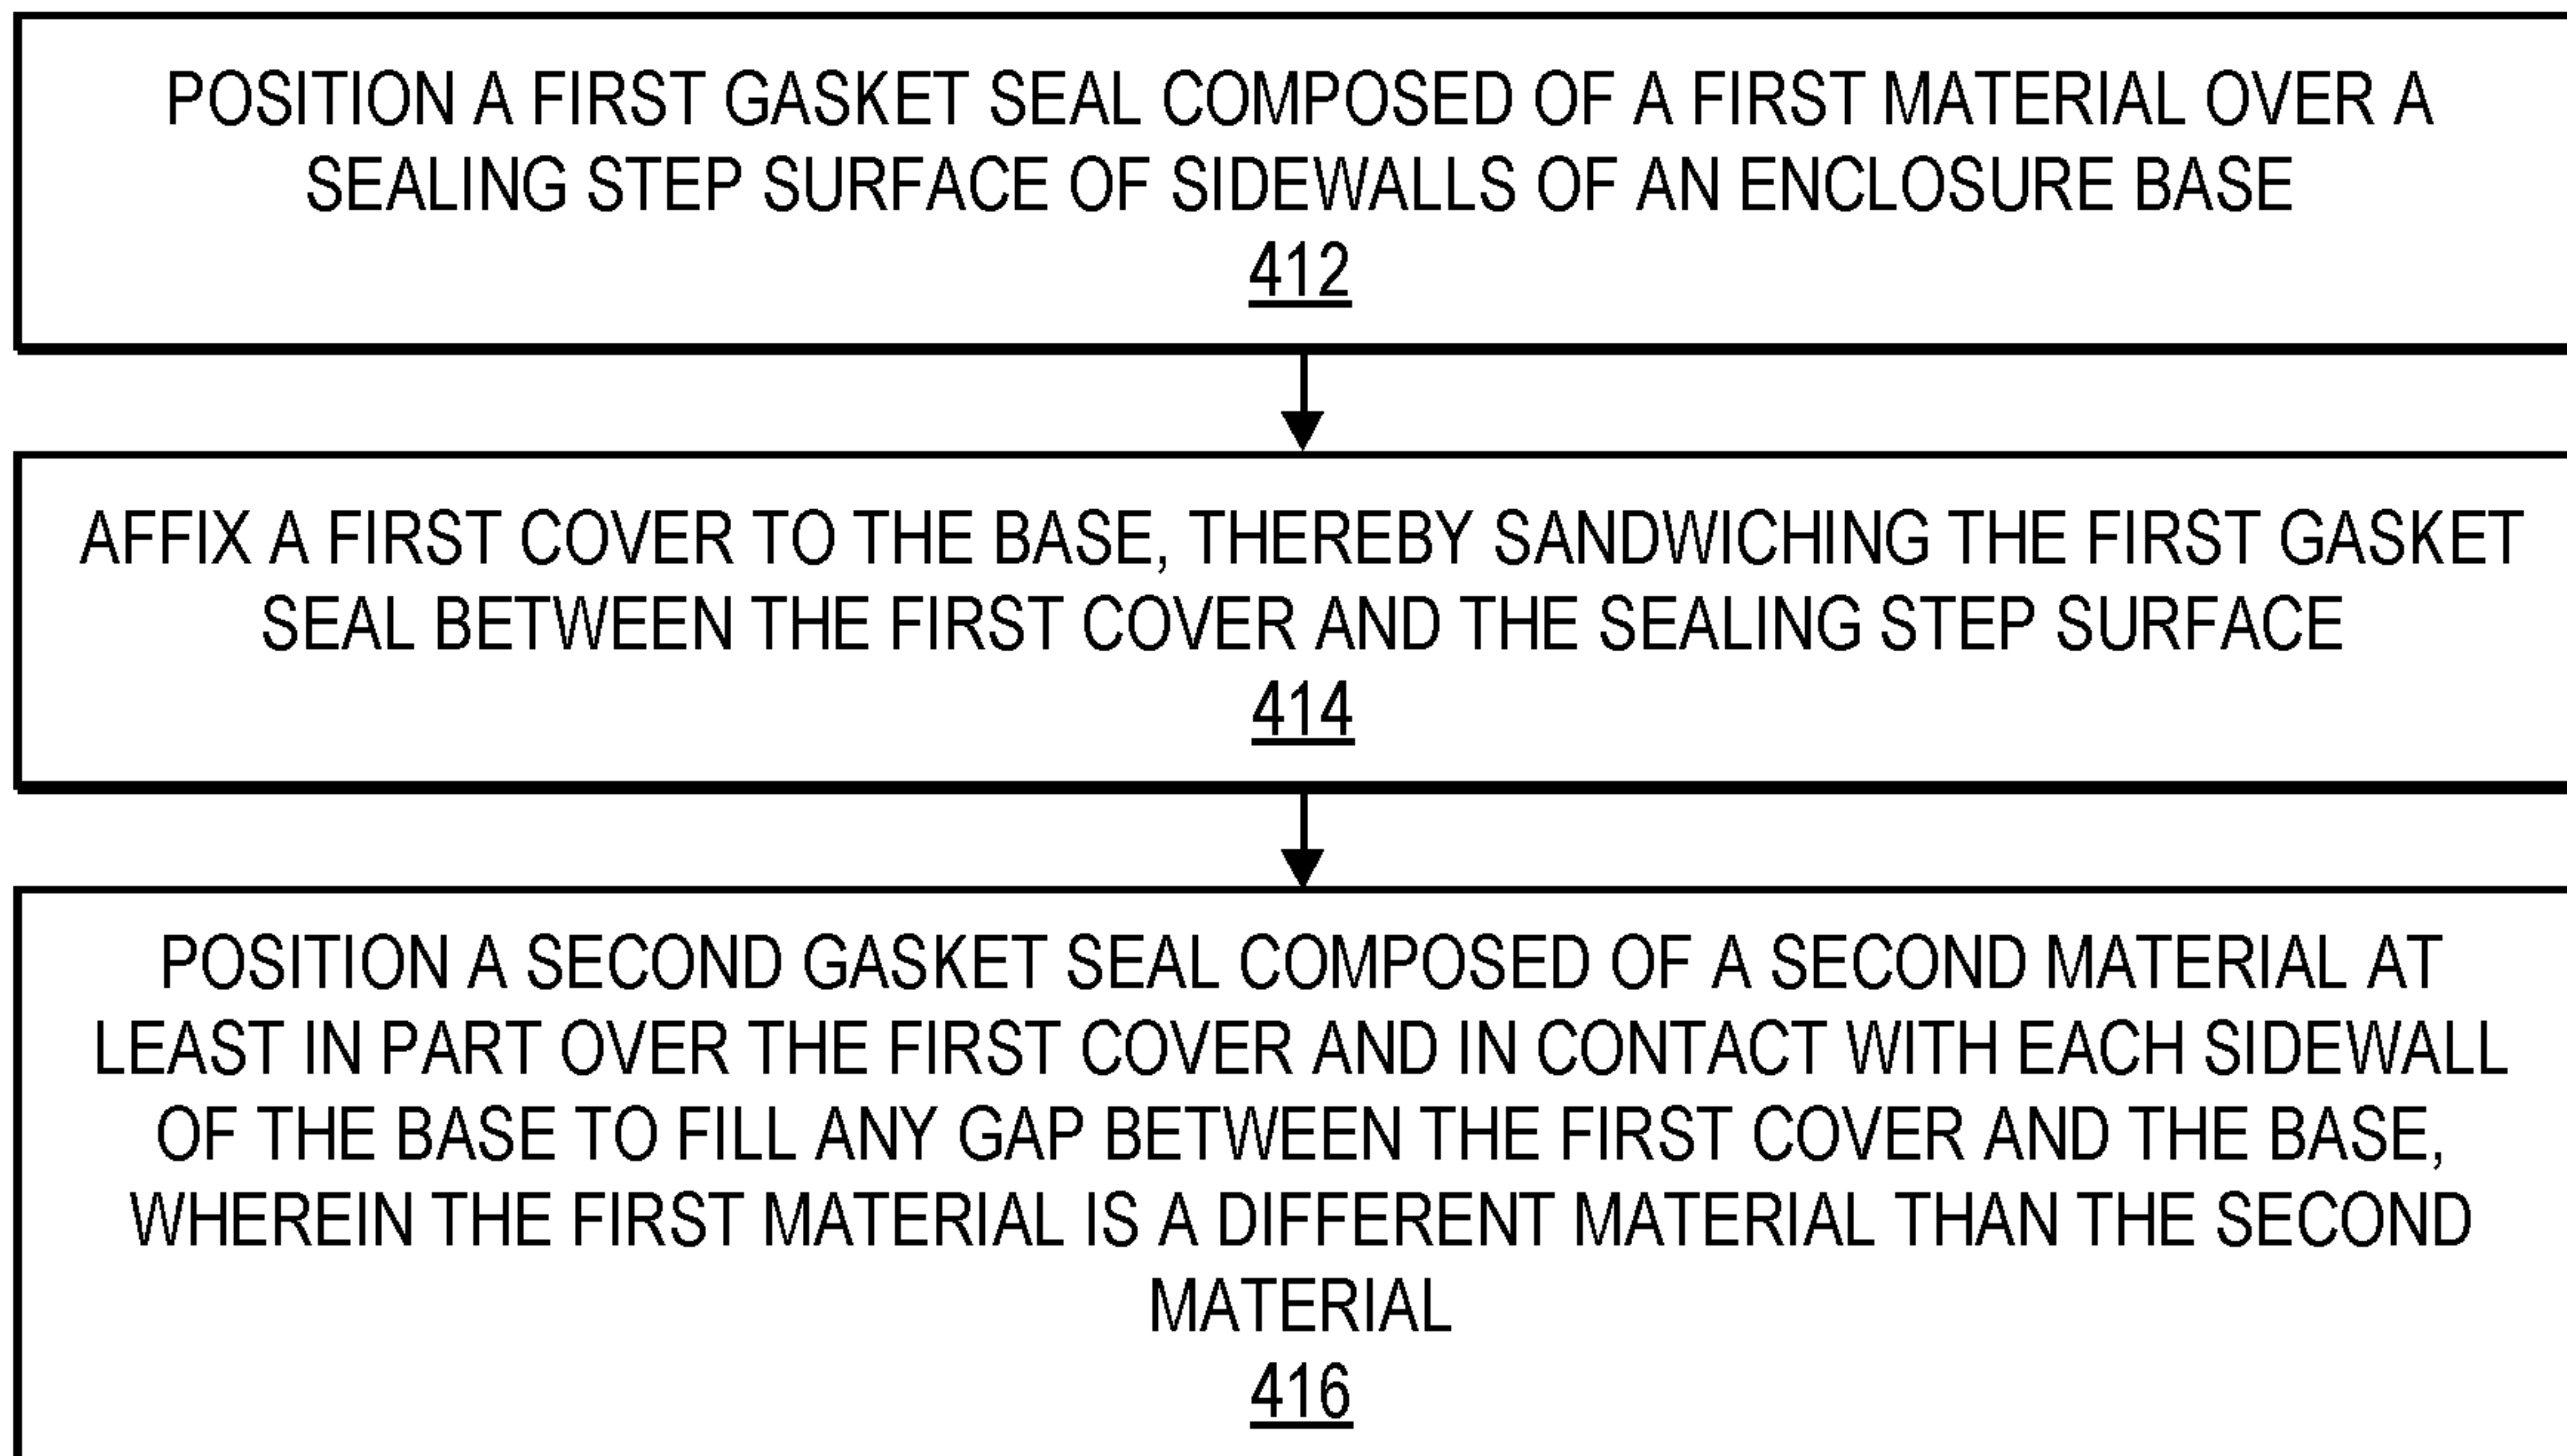 POSITION A FIRST GASKET SEAL COMPOSED OF A FIRST MATERIAL OVER A
SEALING STEP SURFACE OF SIDEWALLS OF AN ENCLOSURE BASE
412
AFFIX A FIRST COVER TO THE BASE, THEREBY SANDWICHING THE FIRST GASKET
SEAL BETWEEN THE FIRST COVER AND THE SEALING STEP SURFACE
414
POSITION A SECOND GASKET SEAL COMPOSED OF A SECOND MATERIAL AT
LEAST IN PART OVER THE FIRST COVER AND IN CONTACT WITH EACH SIDEWALL
OF THE BASE TO FILL ANY GAP BETWEEN THE FIRST COVER AND THE BASE,
WHEREIN THE FIRST MATERIAL IS A DIFFERENT MATERIAL THAN THE SECOND
MATERIAL
416